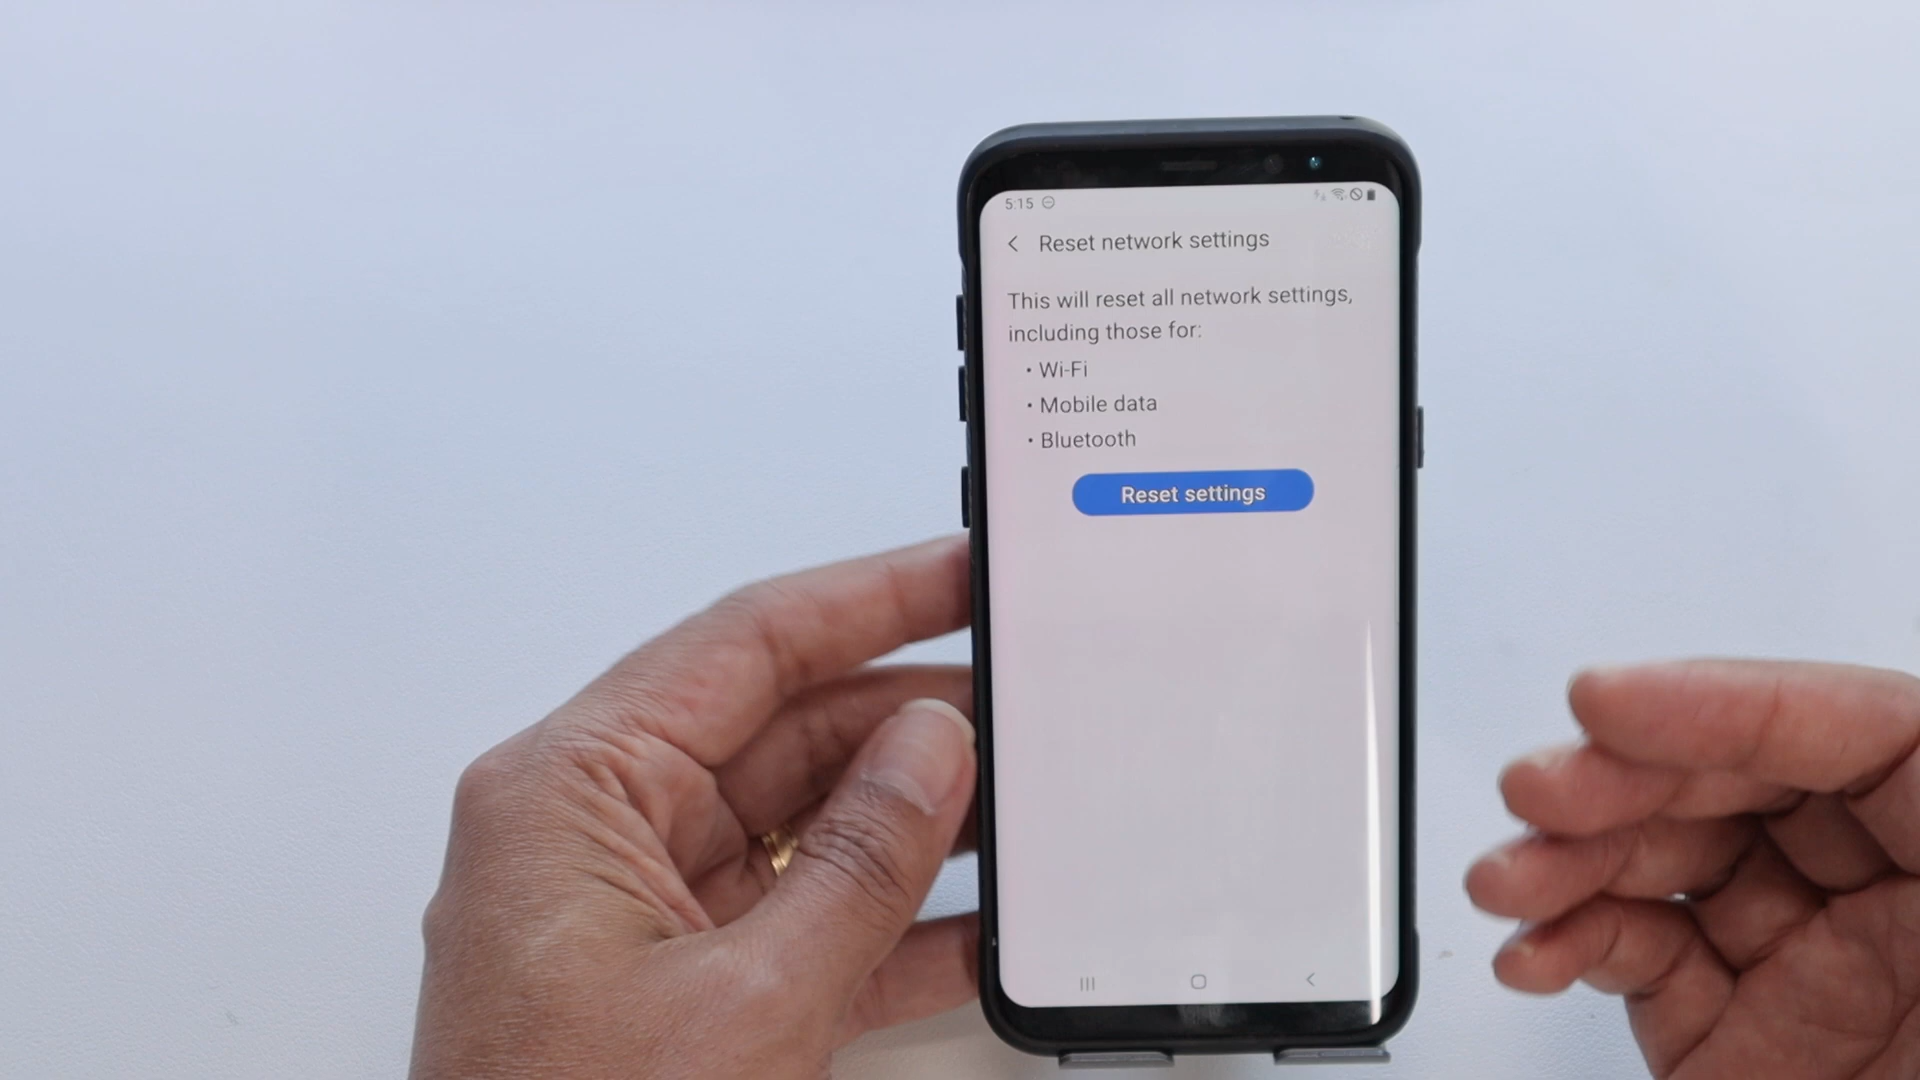 5:15
Reset network settings
This will reset all network settings,
including those for:
• Wi-Fi
• Mobile data
• Bluetooth
Reset settings